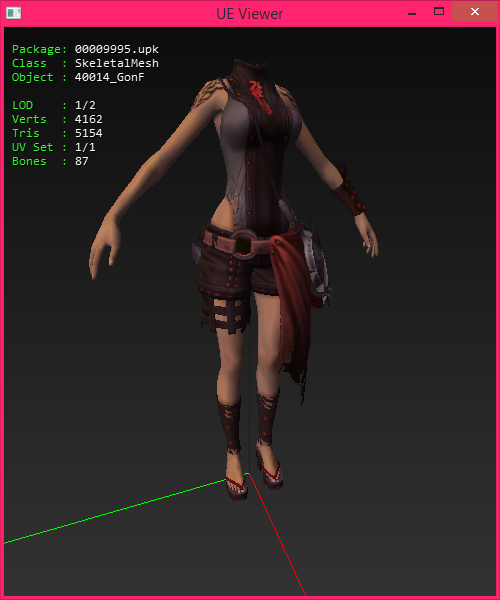 UE Viewer
Package: 00009995.upk
Class : SkeletalMesh
Object : 40014_GonF
LOD : 1/2
Verts : 4162
Tris : 5154
UV Set : 1/1
Bones : 87